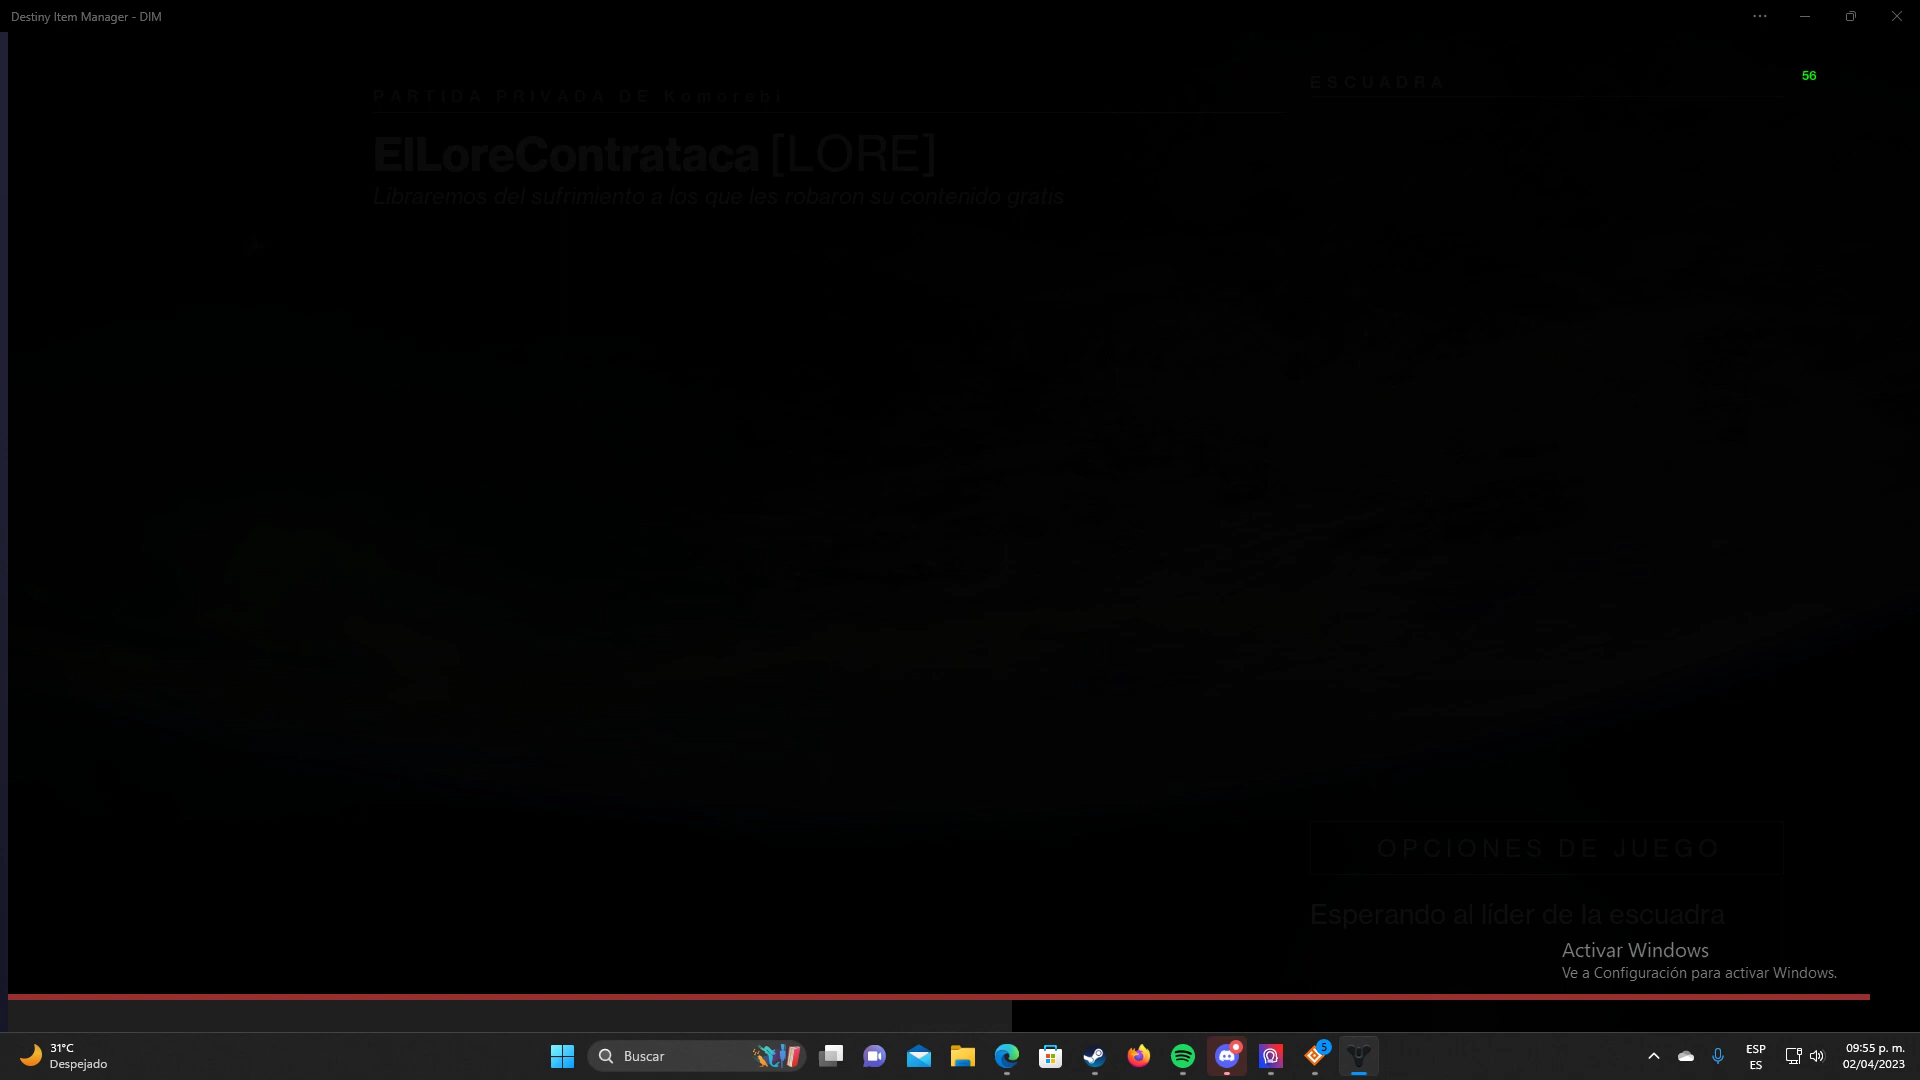 Destiny Item Manager - DIM
56
ESCUADRA
PARTIDA PRIVADA DE Komorebi
ElLoreContrataca [LORE]
Libraremos del sufrimiento a los que les robaron su contenido gratis
OPCIONES DE JUEGO
Esperando al líder de la escuadra
Activar Windows
Ve a Configuración para activar Windows.
31°C
Despejado
Buscar
5
ESP
ES
09:55 p. m.
02/04/2023